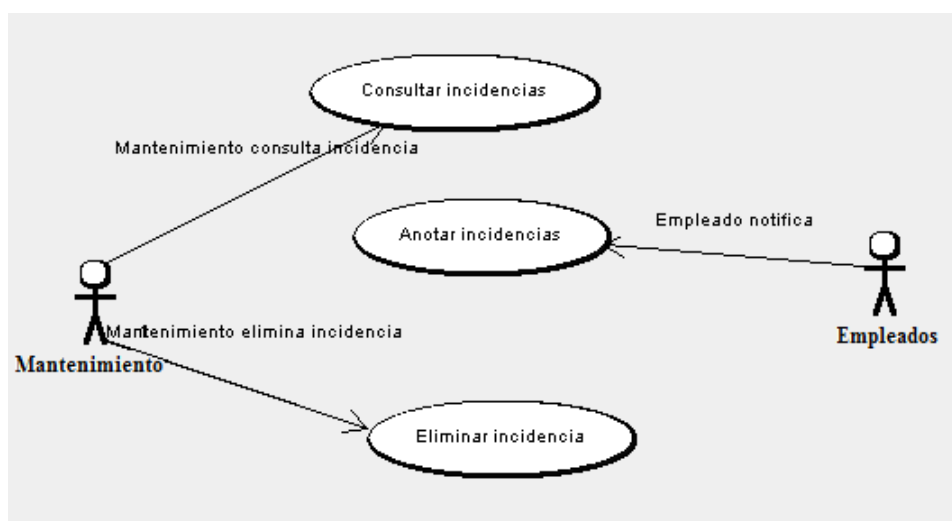 Consultar incidencias
Mantenimiento consulta incidencia
Anotar incidencias
Empleado notifica
Mantenimiento elimina incidencia
Empleados
Mantenimiento
Eliminar incidencia